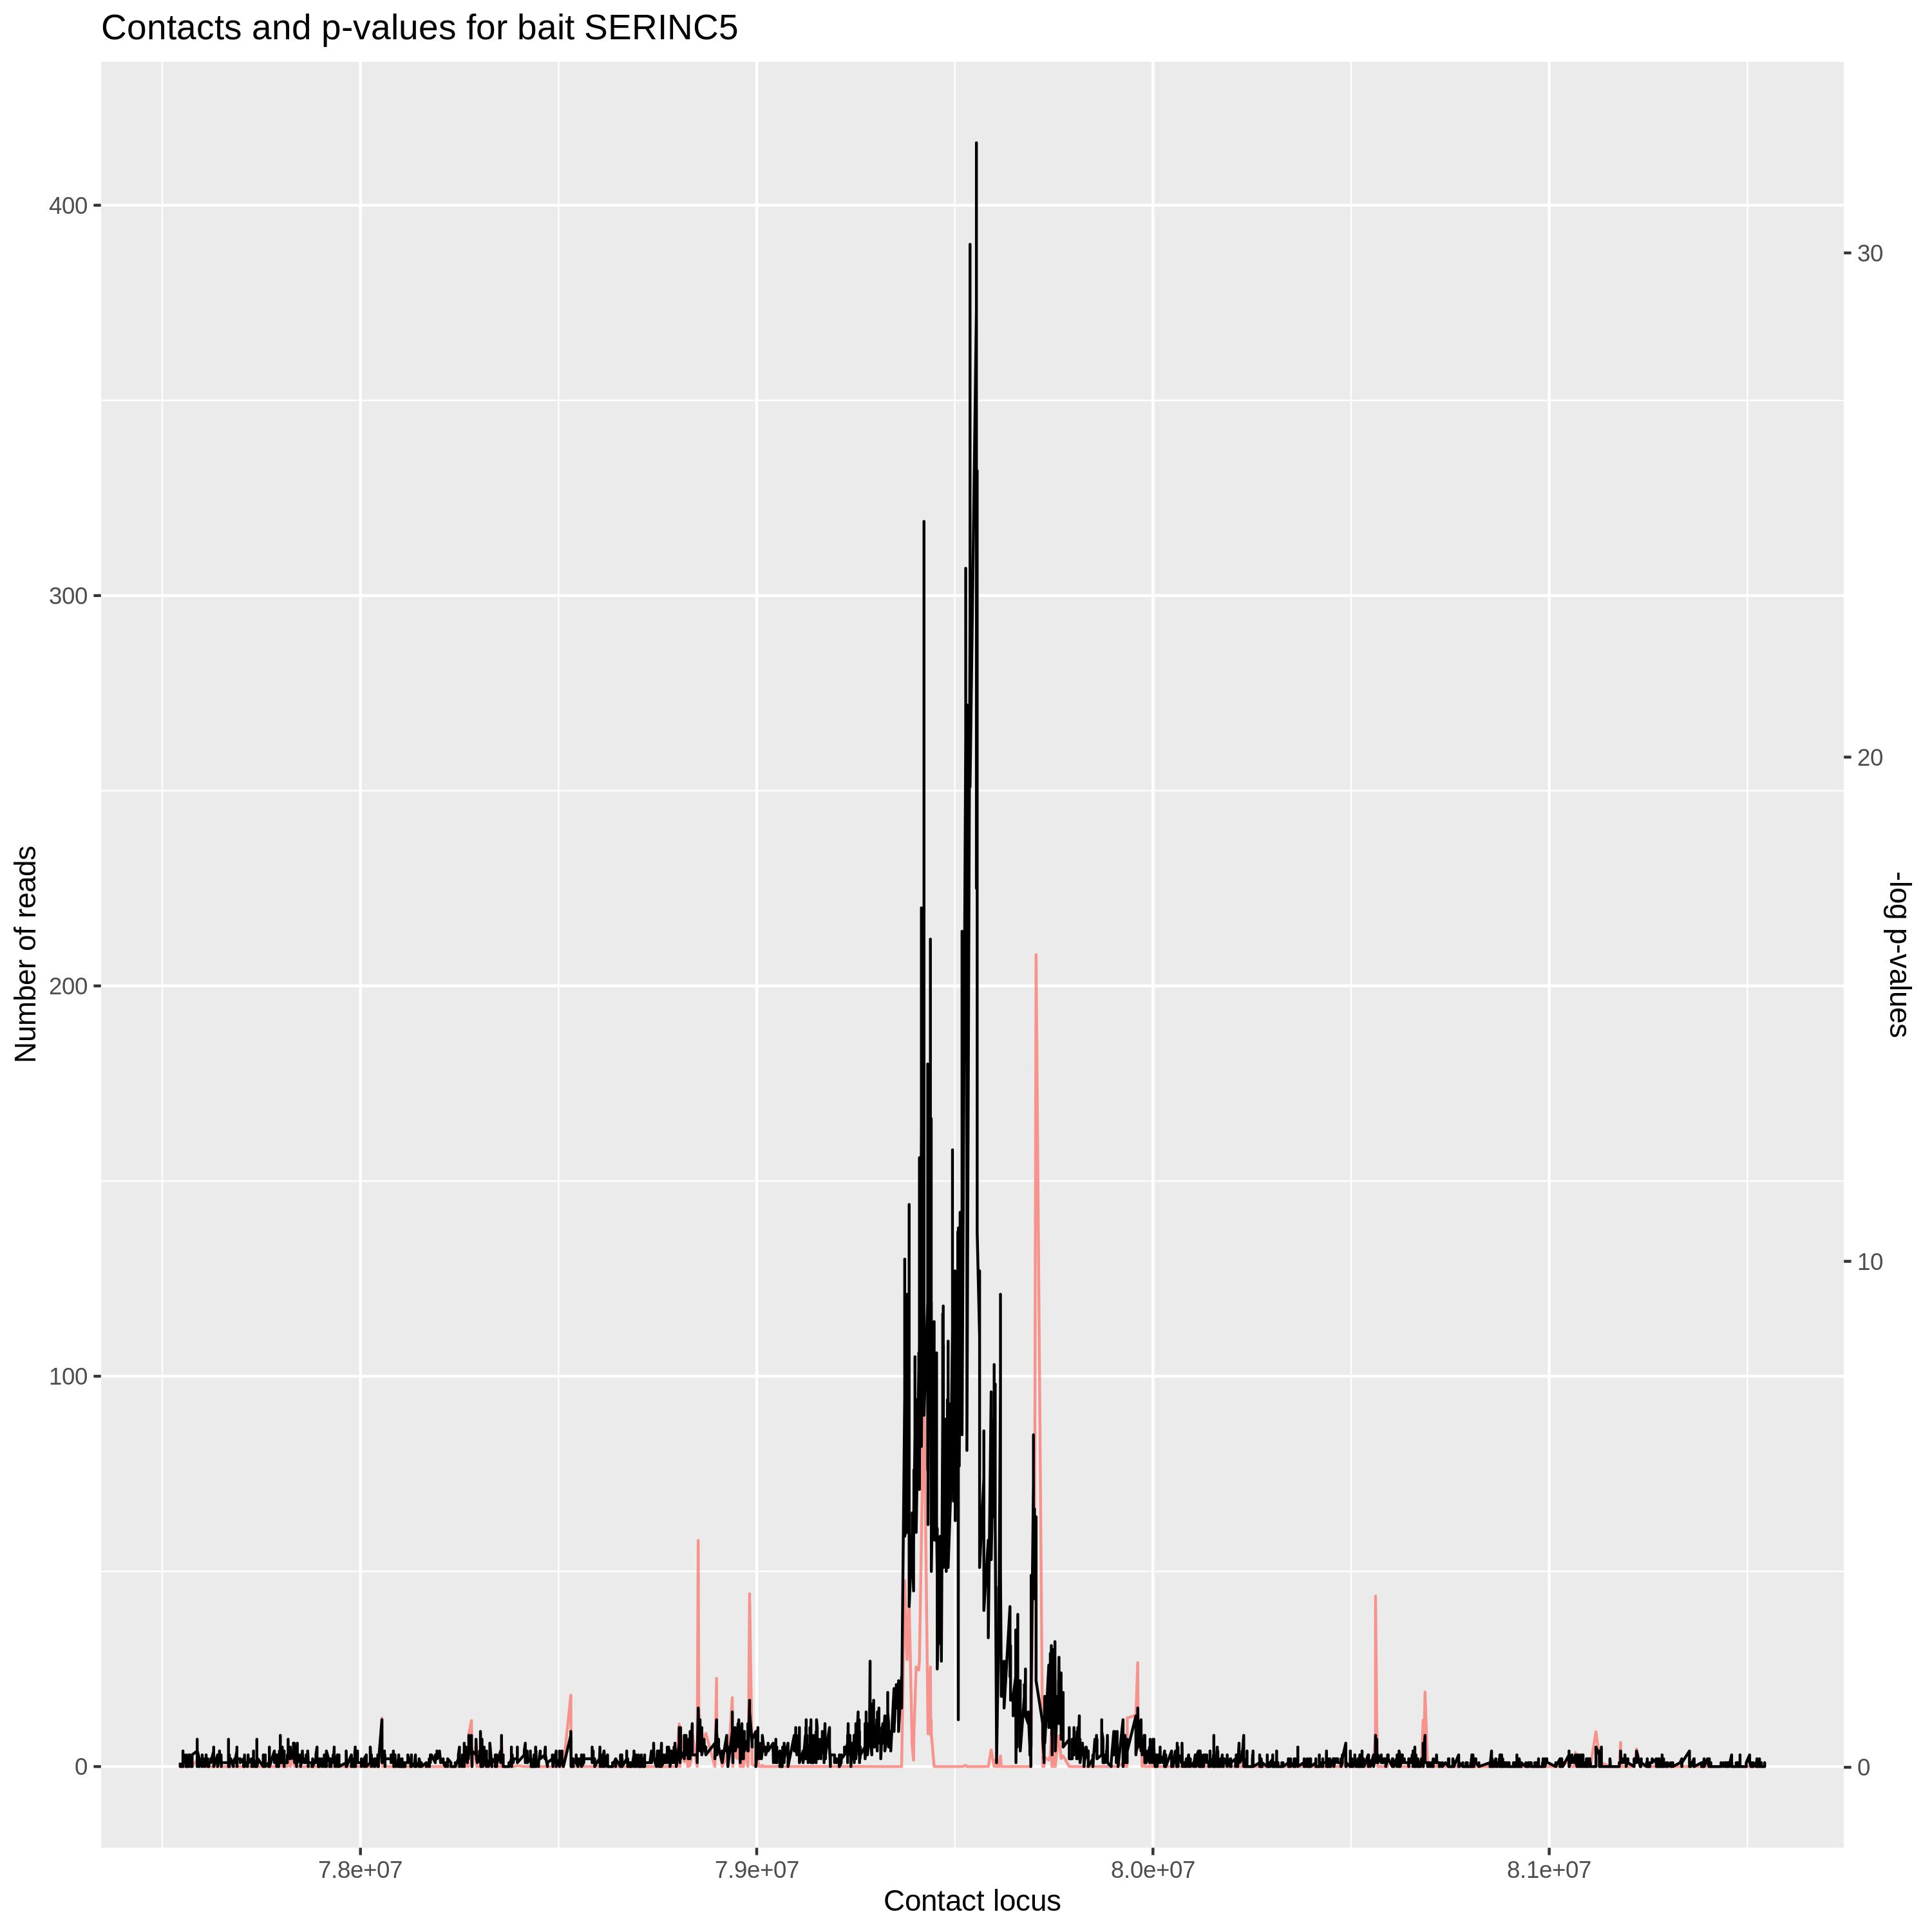 Contacts and p-values for bait SERINC5
Number of reads
400
300
200
100
0
30
20
10
0
-log p-values
7.8e+07 7.9e+07 8.0e+07 8.1e+07
Contact locus